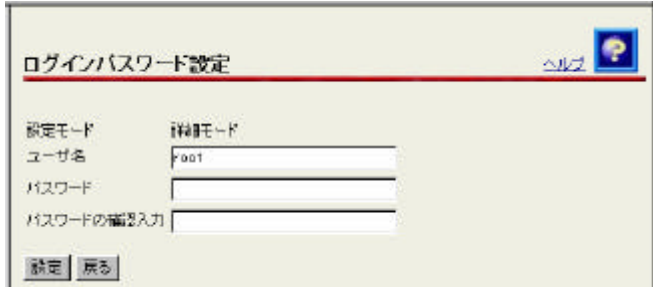 ログインパスワード設定
ヘルプ
設定モード 詳細モード
ユーザ名 root
パスワード
パスワードの確認入力
設定 戻る